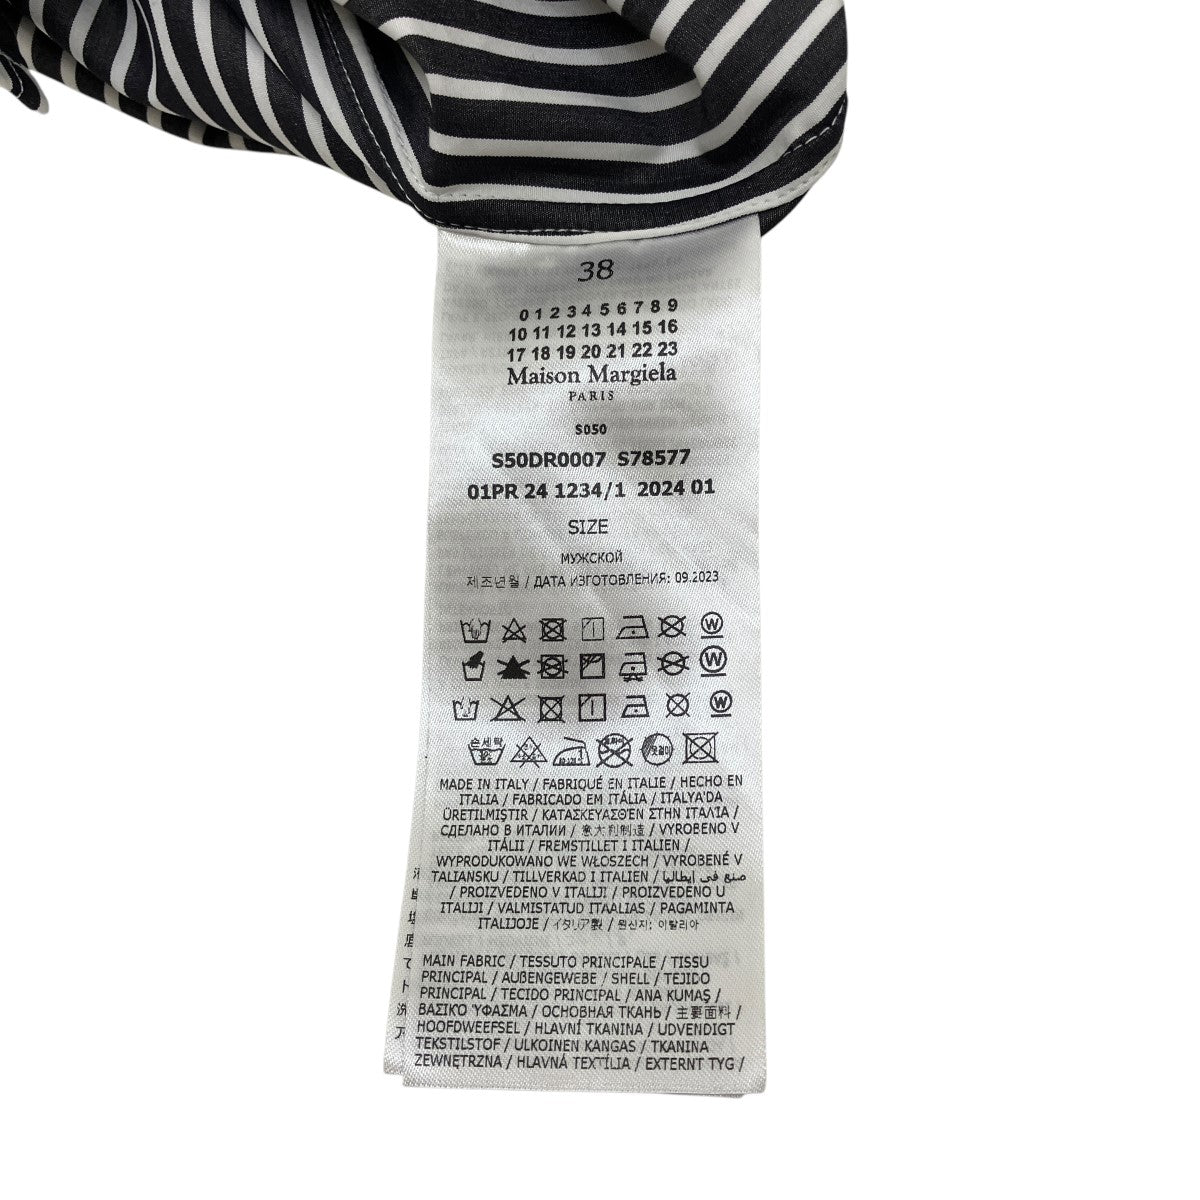 38
0 1 2 3 4 5 6 7 8 9
10 11 12 13 14 15 16
17 18 19 20 21 22 23
Maison Margiela
PARIS
S050
S50DR0007 S78577
01PR 24 1234/1 2024 01
SIZE
МУЖСКОЙ
제조년월 / ДАТА ИЗГОТОВЛЕНИЯ: 09.2023
W
W
W
손세탁
MADE IN ITALY / FABRIQUÉ EN ITALIE / HECHO EN
ITALIA / FABRICADO EM ITÁLIA / ITALYA'DA
ÜRETILMIŞTIR / ΚΑΤΑΣΚΕΥΑΣΘΕΝ ΣΤΗΝ ΙΤΑΛΊΑ /
СДЕЛАНО В ИТАЛИИ / 意大利制造 / VYROBENO V
ITÁLII / FREMSTILLET I ITALIEN /
WYPRODUKOWANO WE WŁOSZECH / VYROBENÉ V
TALIANSKU / TILLVERKAD I ITALIEN / صنع في إيطاليا
/ PROIZVEDENO V ITALIJI / PROIZVEDENO U
ITALIJI / VALMISTATUD ITAALIAS / PAGAMINTA
ITALIJOJE / イタリア製 / 원산지: 이탈리아
MAIN FABRIC / TESSUTO PRINCIPALE / TISSU
PRINCIPAL / AUßENGEWEBE / SHELL / TEJIDO
PRINCIPAL / TECIDO PRINCIPAL / ANA KUMAŞ /
ΒΑΣΙΚΌ ΎΦΑΣΜΑ / ОСНОВНАЯ ТКАНЬ / 主要面料 /
HOOFDWEEFSEL / HLAVNÍ TKANINA / UDVENDIGT
TEKSTILSTOF / ULKOINEN KANGAS / TKANINA
ZEWNĘTRZNA / HLAVNÁ TEXTÍLIA / EXTERNT TYG /